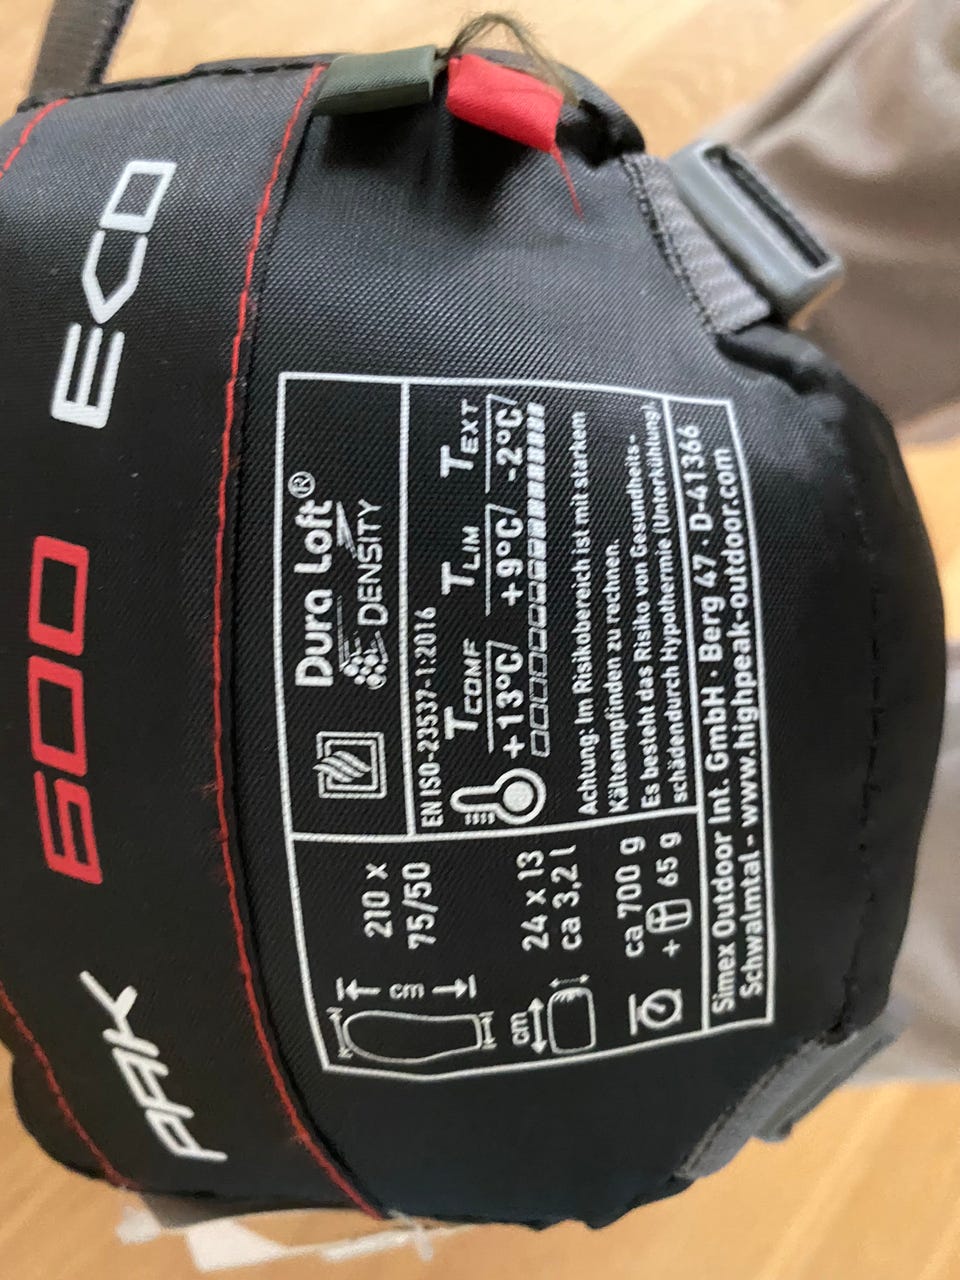 PAK 600 ECO
Dura Loft®
DENSITY
EN ISO-23537-1:2016
TCOMF TLIM TEXT
+13°C +9°C -2°C
Achtung: Im Risikobereich ist mit starkem
Kälteempfinden zu rechnen.
Es besteht das Risiko von Gesundheits-
schäden durch Hypothermie (Unterkühlung)!
cm
210 x
75/50
cm
24 x 13
ca 3,2 l
ca 700 g
+ 65 g
Simex Outdoor Int. GmbH · Berg 47 · D-41366
Schwalmtal - www.highpeak-outdoor.com